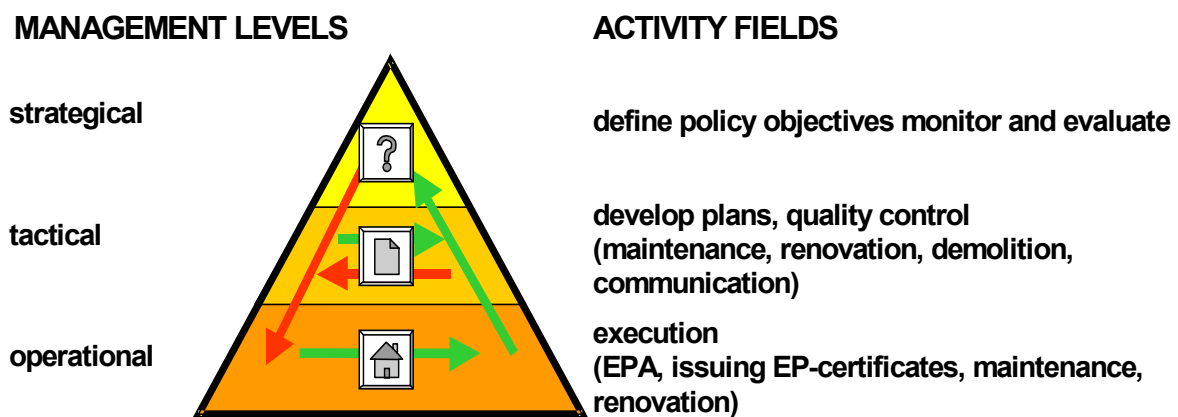 MANAGEMENT LEVELS
ACTIVITY FIELDS
strategical
define policy objectives monitor and evaluate
?
tactical
develop plans, quality control
(maintenance, renovation, demolition,
communication)
operational
execution
(EPA, issuing EP-certificates, maintenance,
renovation)